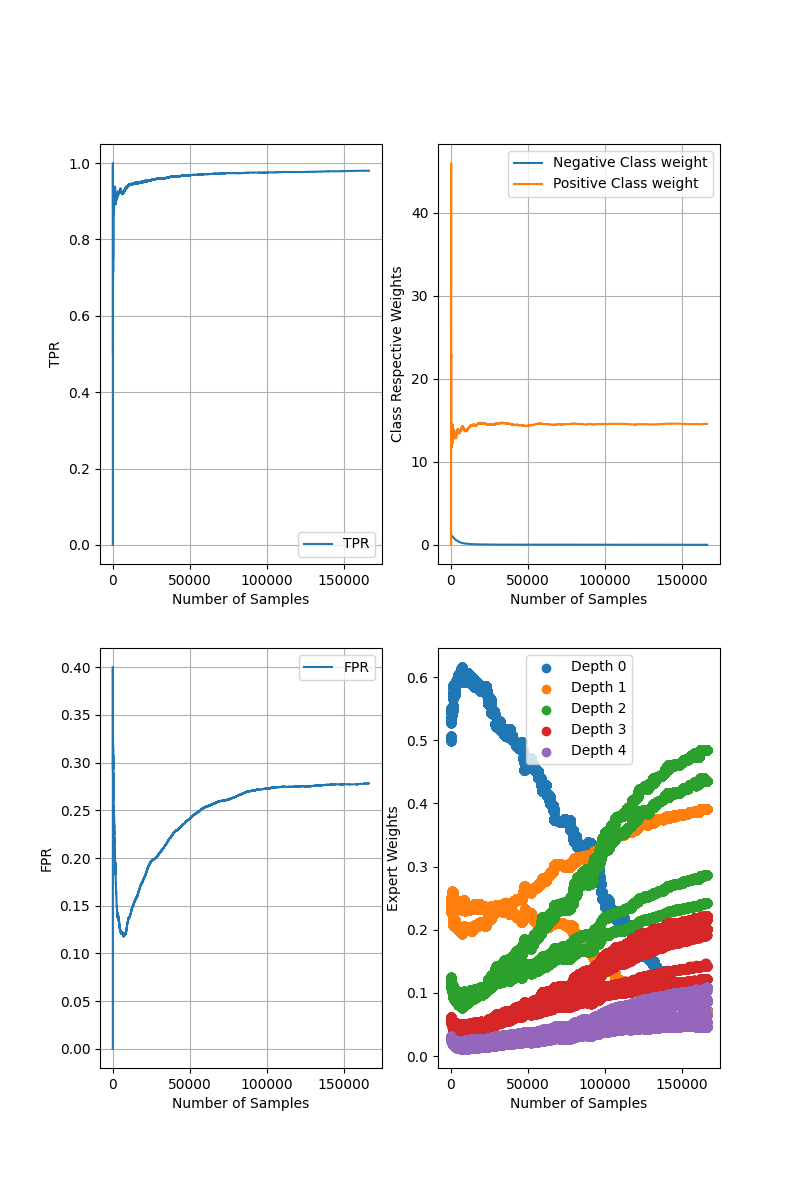 1.0
0.8
0.6
0.4
0.2
0.0
TPR
TPR
0
50000
100000
150000
Number of Samples
Negative Class weight
Positive Class weight
40
30
20
10
0
Class Respective Weights
0
50000
100000
150000
Number of Samples
0.40
0.35
0.30
0.25
0.20
0.15
0.10
0.05
0.00
FPR
FPR
0
50000
100000
150000
Number of Samples
Depth 0
Depth 1
Depth 2
Depth 3
Depth 4
0.6
0.5
0.4
0.3
0.2
0.1
0.0
Expert Weights
0
50000
100000
150000
Number of Samples